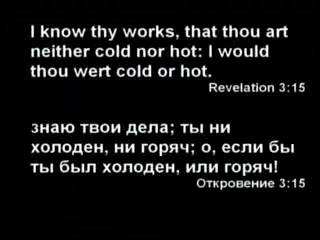 I know thy works, that thou art
neither cold nor hot: I would
thou wert cold or hot.
Revelation 3:15
знаю твои дела; ты ни
холоден, ни горяч; о, если бы
ты был холоден, или горяч!
Откровение 3:15